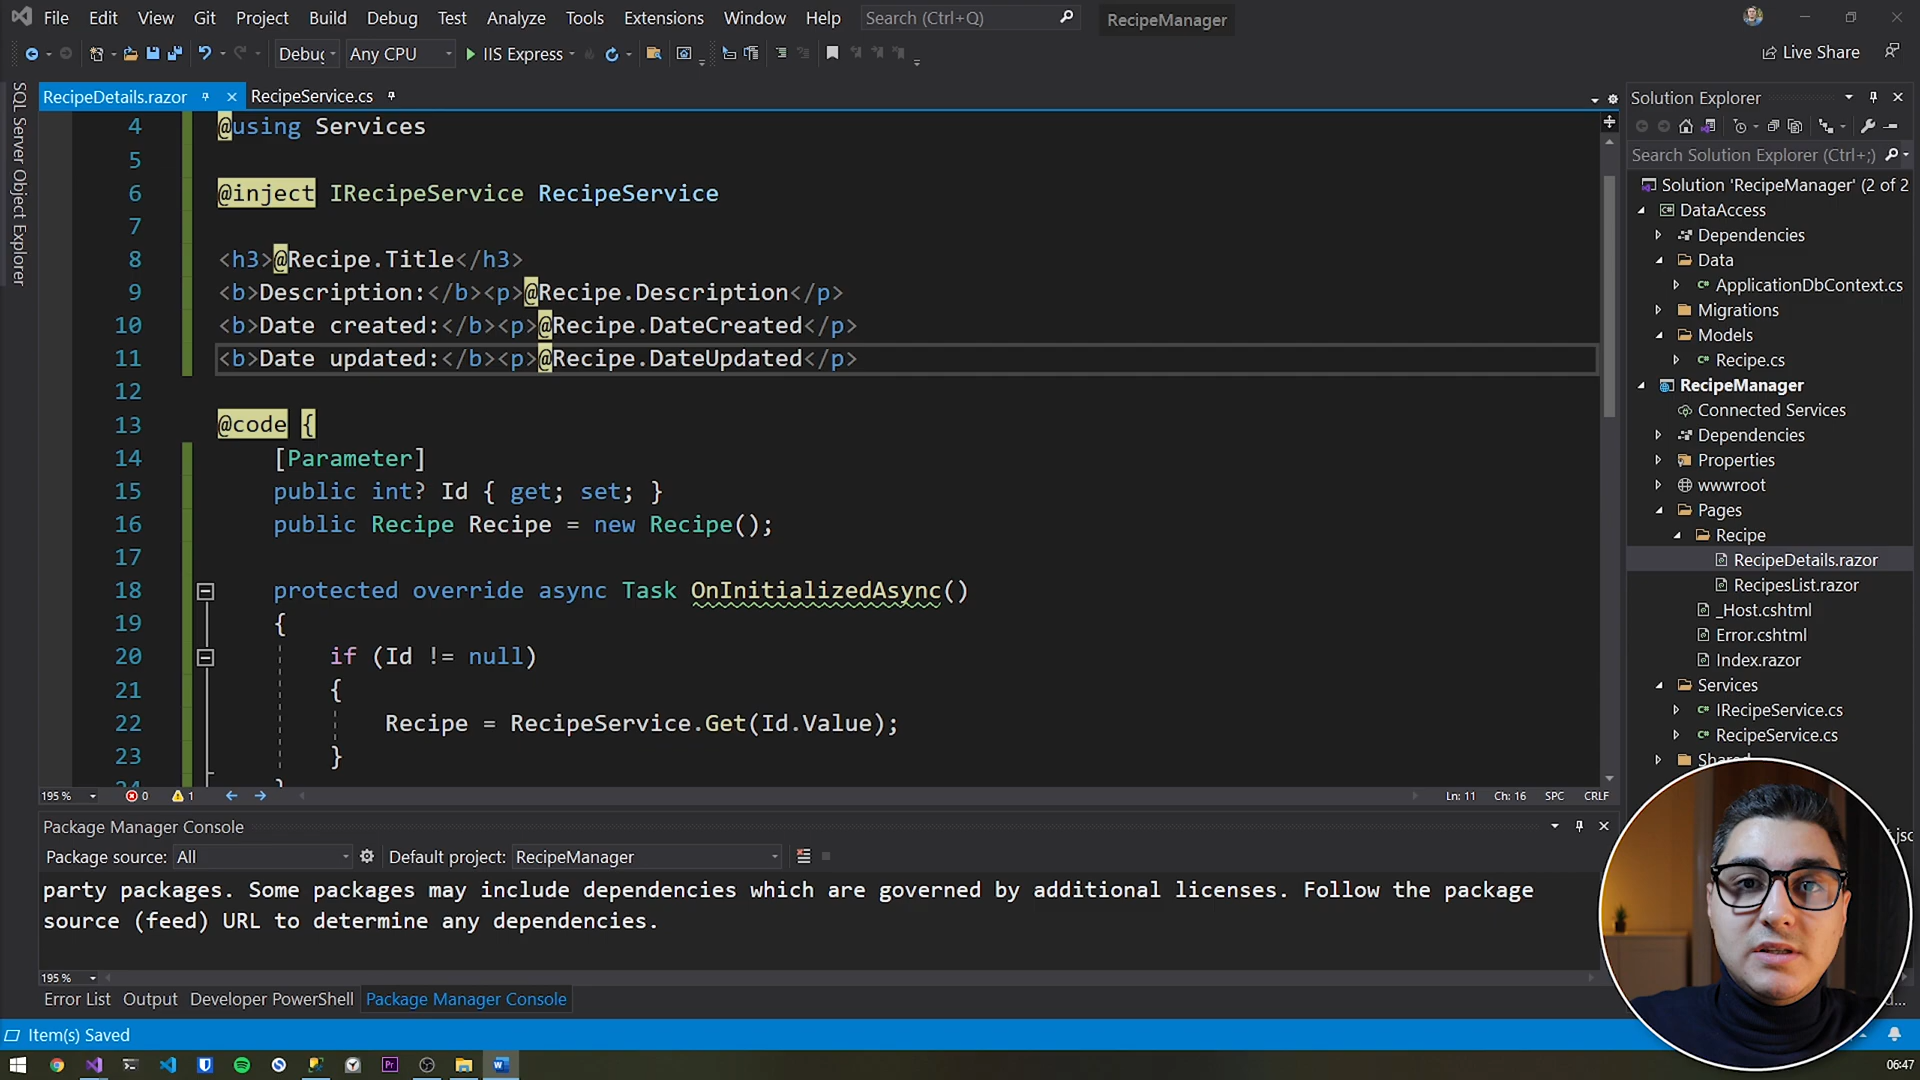 File Edit View Git Project Build Debug Test Analyze Tools Extensions Window Help Search (Ctrl+Q) RecipeManager
Debug Any CPU IIS Express Live Share
SQL Server Object Explorer
RecipeDetails.razor RecipeService.cs
4 @using Services
5
6 @inject IRecipeService RecipeService
7
8 <h3>@Recipe.Title</h3>
9 <b>Description:</b><p>@Recipe.Description</p>
10 <b>Date created:</b><p>@Recipe.DateCreated</p>
11 <b>Date updated:</b><p>@Recipe.DateUpdated</p>
12
13 @code {
14 [Parameter]
15 public int? Id { get; set; }
16 public Recipe Recipe = new Recipe();
17
18 protected override async Task OnInitializedAsync()
19 {
20 if (Id != null)
21 {
22 Recipe = RecipeService.Get(Id.Value);
23 }
24 }
195 % 0 1 Ln: 11 Ch: 16 SPC CRLF
Package Manager Console
Package source: All Default project: RecipeManager
party packages. Some packages may include dependencies which are governed by additional licenses. Follow the package
source (feed) URL to determine any dependencies.
195 %
Error List Output Developer PowerShell Package Manager Console
Item(s) Saved
Solution Explorer
Search Solution Explorer (Ctrl+;)
Solution 'RecipeManager' (2 of 2
DataAccess
Dependencies
Data
ApplicationDbContext.cs
Migrations
Models
Recipe.cs
RecipeManager
Connected Services
Dependencies
Properties
wwwroot
Pages
Recipe
RecipeDetails.razor
RecipesList.razor
_Host.cshtml
Error.cshtml
Index.razor
Services
IRecipeService.cs
RecipeService.cs
06:47